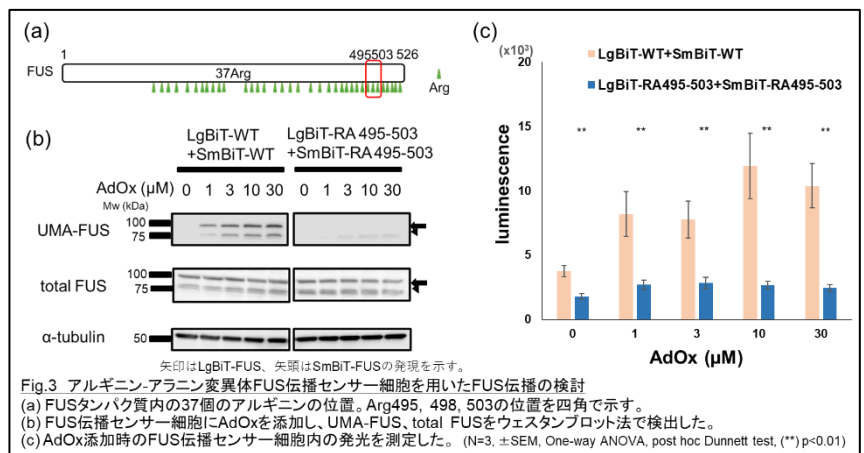 (a)
1 495503 526
FUS 37Arg
Arg
(b)
LgBiT-WT LgBiT-RA 495-503
+SmBiT-WT +SmBiT-RA 495-503
AdOx (μM) 0 1 3 10 30 0 1 3 10 30
Mw (kDa)
100
UMA-FUS
75
100
total FUS
75
α-tubulin 50
矢印はLgBiT-FUS、矢頭はSmBiT-FUSの発現を示す。
(c)
(x10³)
LgBiT-WT+SmBiT-WT
LgBiT-RA495-503+SmBiT-RA495-503
20
15
10
5
0
luminescence
** ** ** ** **
0 1 3 10 30
AdOx (μM)
Fig.3 アルギニン-アラニン変異体FUS伝播センサー細胞を用いたFUS伝播の検討
(a) FUSタンパク質内の37個のアルギニンの位置。Arg495, 498, 503の位置を四角で示す。
(b) FUS伝播センサー細胞にAdOxを添加し、UMA-FUS、total FUSをウェスタンブロット法で検出した。
(c) AdOx添加時のFUS伝播センサー細胞内の発光を測定した。 (N=3, ±SEM, One-way ANOVA, post hoc Dunnett test, (**) p<0.01)